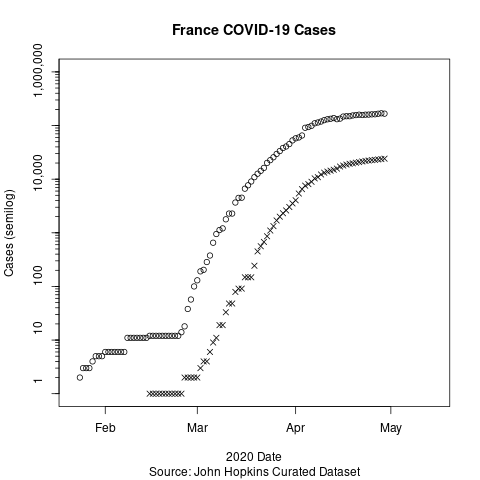 France COVID-19 Cases
Cases (semilog)
1,000,000
10,000
100
10
1
Feb
Mar
Apr
May
2020 Date
Source: John Hopkins Curated Dataset